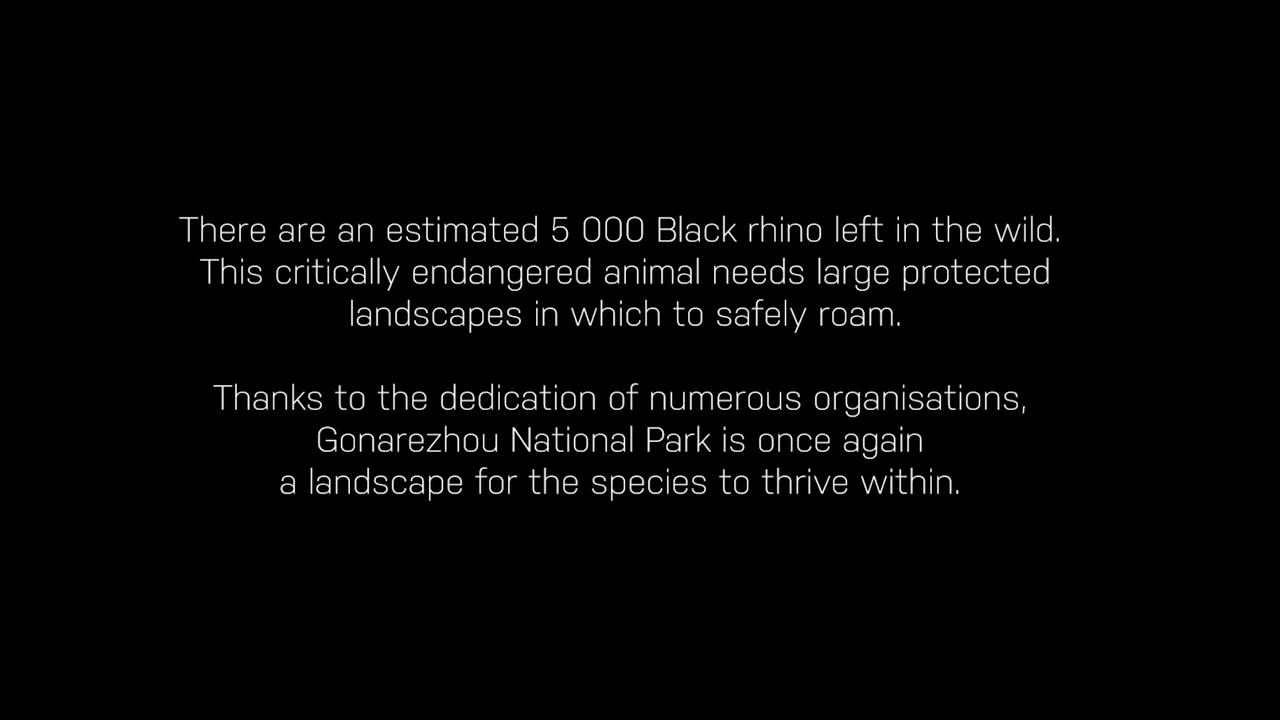 There are an estimated 5 000 Black rhino left in the wild.
This critically endangered animal needs large protected
landscapes in which to safely roam.
Thanks to the dedication of numerous organisations,
Gonarezhou National Park is once again
a landscape for the species to thrive within.